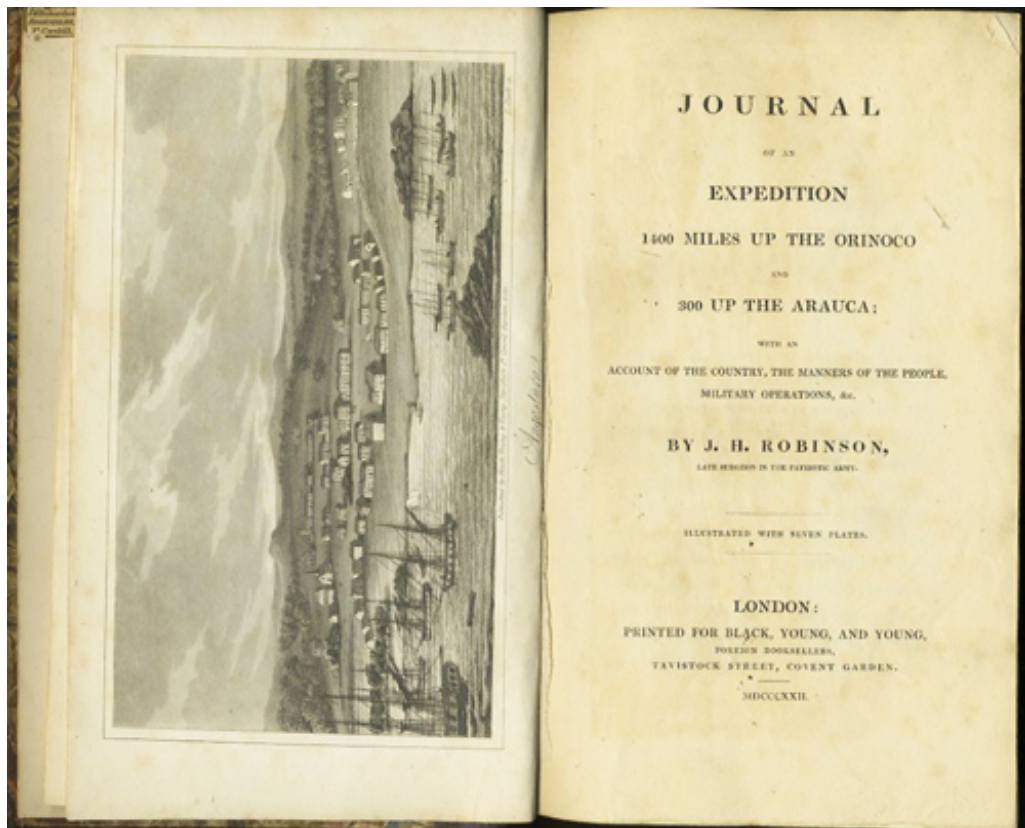 JOURNAL
OF AN
EXPEDITION
1400 MILES UP THE ORINOCO
AND
300 UP THE ARAUCA;
WITH AN
ACCOUNT OF THE COUNTRY, THE MANNERS OF THE PEOPLE,
MILITARY OPERATIONS, &c.
BY J. H. ROBINSON,
LATE SURGEON IN THE PATRIOTIC ARMY.
ILLUSTRATED WITH SEVEN PLATES.
LONDON:
PRINTED FOR BLACK, YOUNG, AND YOUNG,
FOREIGN BOOKSELLERS,
TAVISTOCK STREET, COVENT GARDEN.
MDCCCXXII.